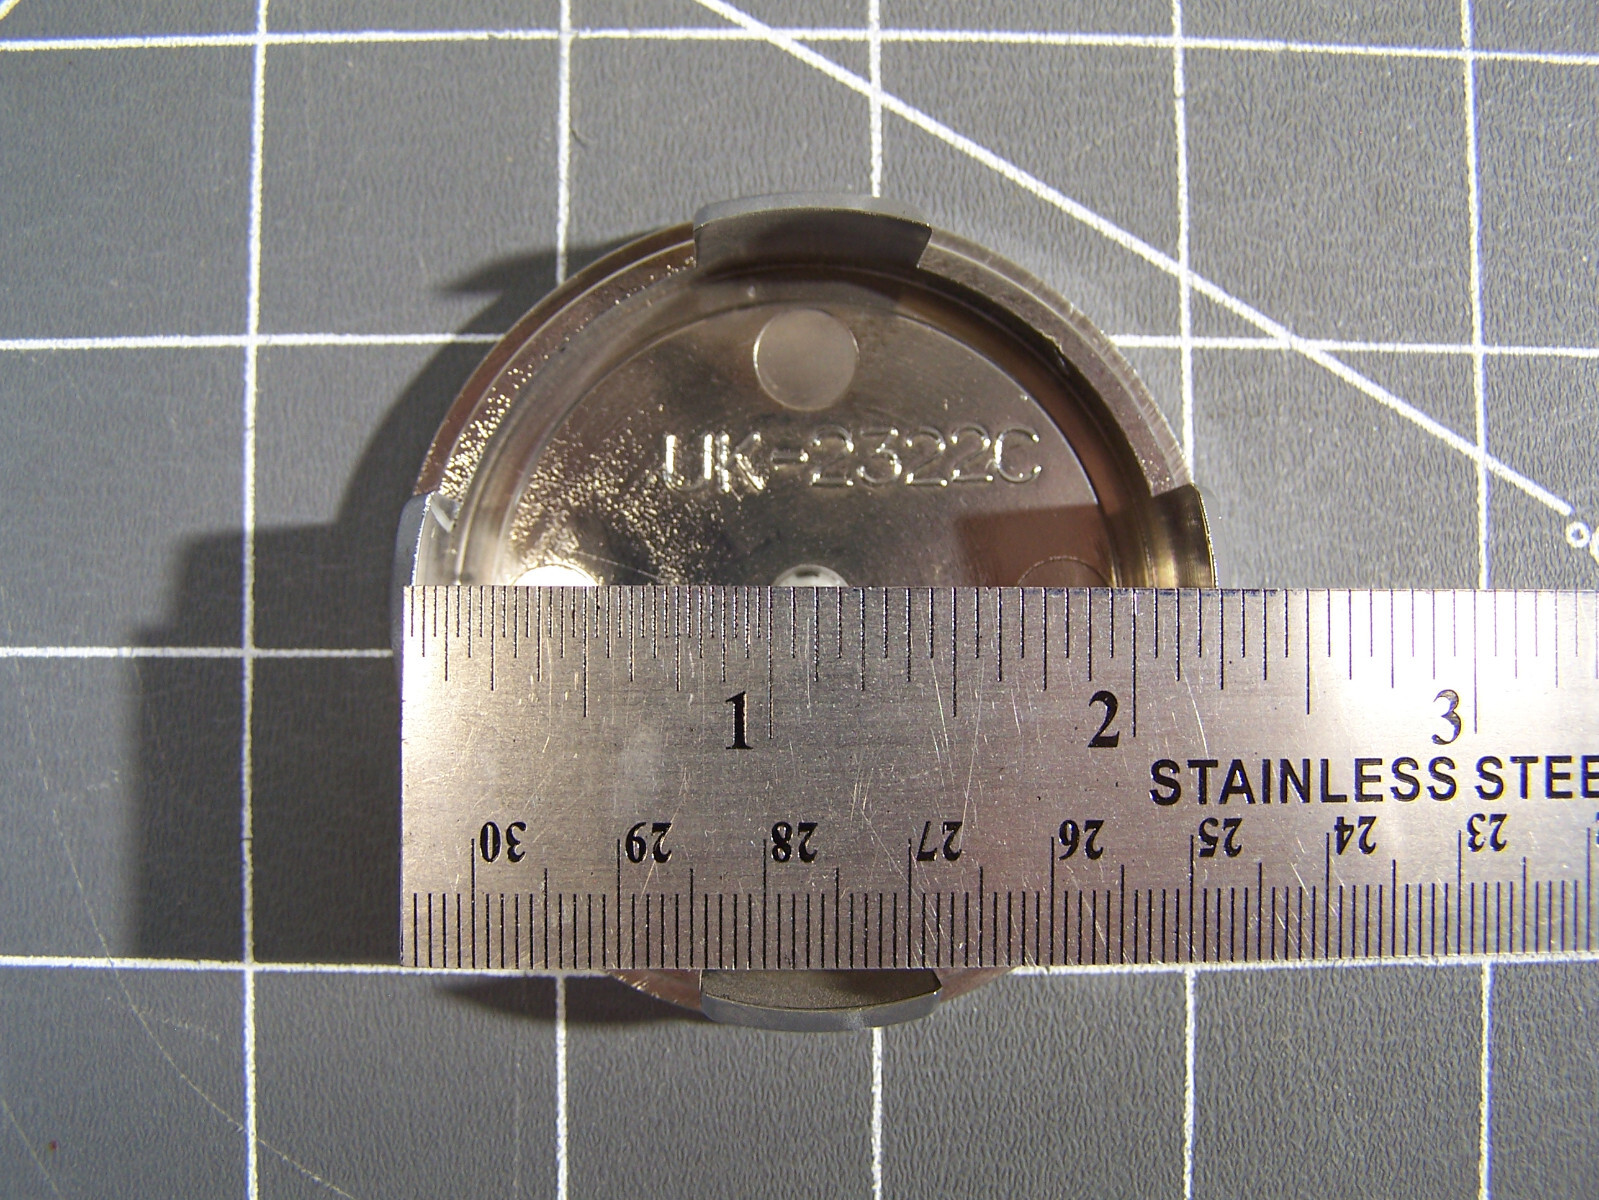 UK-2322C
1 2 3
STAINLESS STEE
30 29 28 27 26 25 24 23